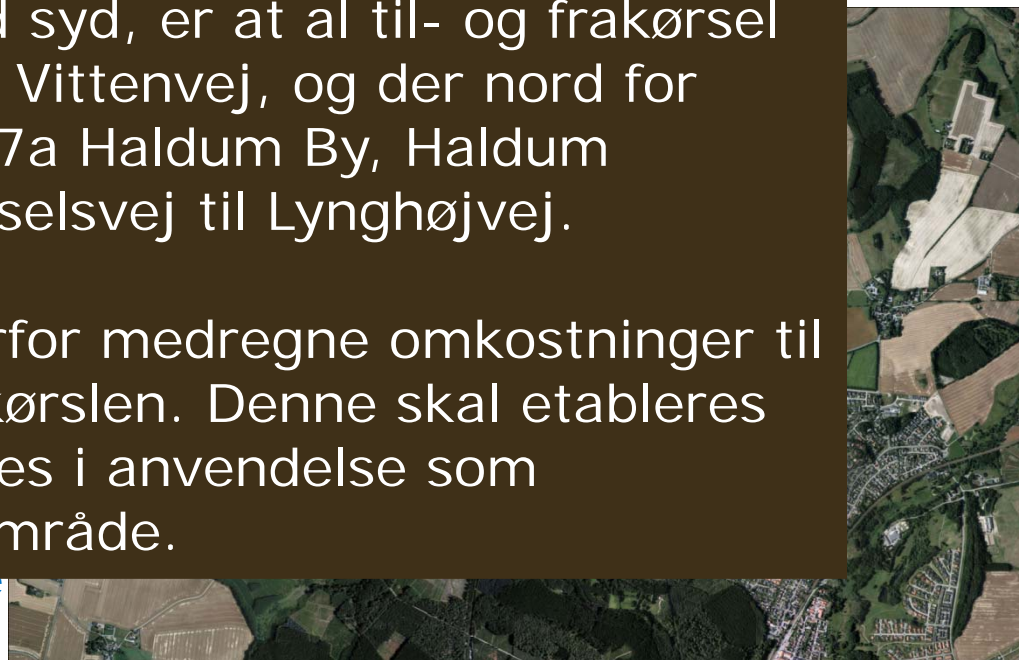 syd, er at al til- og frakørsel
Vittenvej, og der nord for
7a Haldum By, Haldum
selsvej til Lynghøjvej.
rfor medregne omkostninger til
kørslen. Denne skal etableres
es i anvendelse som
mråde.